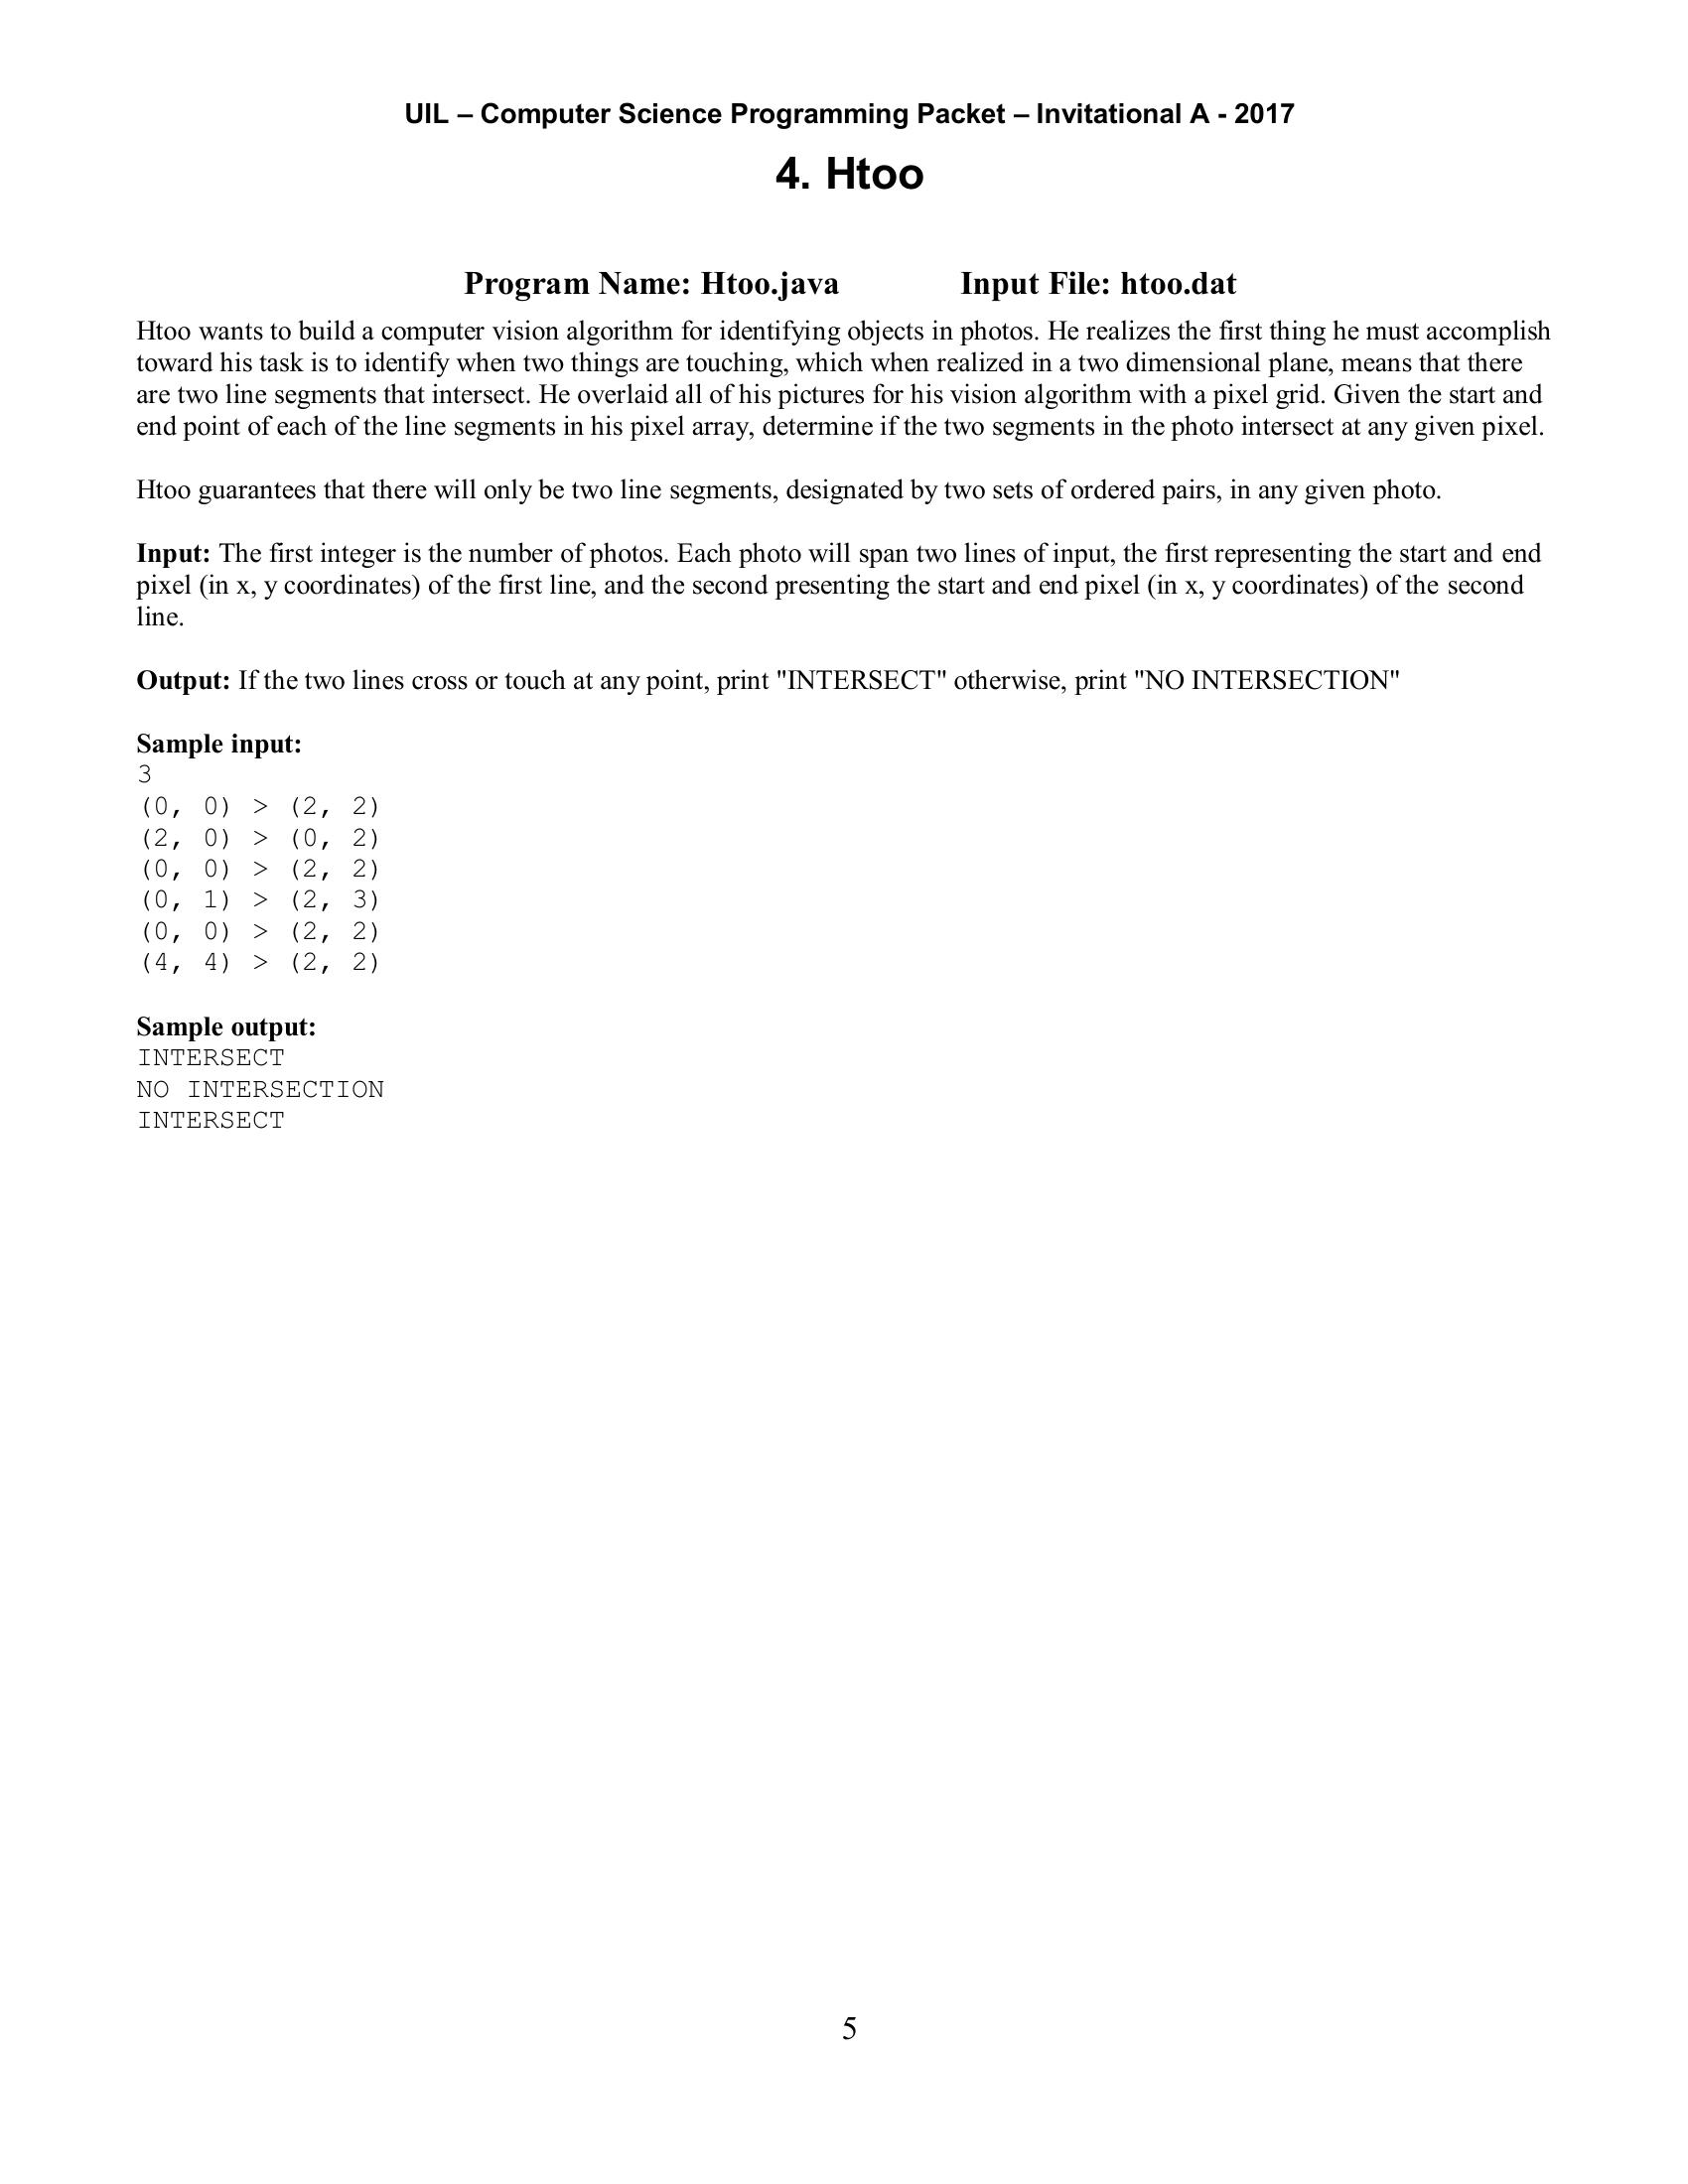 UIL – Computer Science Programming Packet – Invitational A - 2017
4. Htoo
Program Name: Htoo.java Input File: htoo.dat
Htoo wants to build a computer vision algorithm for identifying objects in photos. He realizes the first thing he must accomplish
toward his task is to identify when two things are touching, which when realized in a two dimensional plane, means that there
are two line segments that intersect. He overlaid all of his pictures for his vision algorithm with a pixel grid. Given the start and
end point of each of the line segments in his pixel array, determine if the two segments in the photo intersect at any given pixel.
Htoo guarantees that there will only be two line segments, designated by two sets of ordered pairs, in any given photo.
Input: The first integer is the number of photos. Each photo will span two lines of input, the first representing the start and end
pixel (in x, y coordinates) of the first line, and the second presenting the start and end pixel (in x, y coordinates) of the second
line.
Output: If the two lines cross or touch at any point, print "INTERSECT" otherwise, print "NO INTERSECTION"
Sample input:
3
(0, 0) > (2, 2)
(2, 0) > (0, 2)
(0, 0) > (2, 2)
(0, 1) > (2, 3)
(0, 0) > (2, 2)
(4, 4) > (2, 2)
Sample output:
INTERSECT
NO INTERSECTION
INTERSECT
5